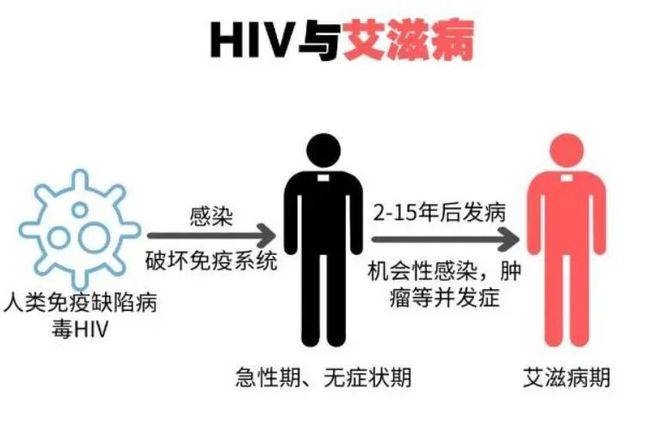 HIV与艾滋病
感染
破坏免疫系统
2-15年后发病
机会性感染，肿
瘤等并发症
人类免疫缺陷病
毒HIV
急性期、无症状期
艾滋病期